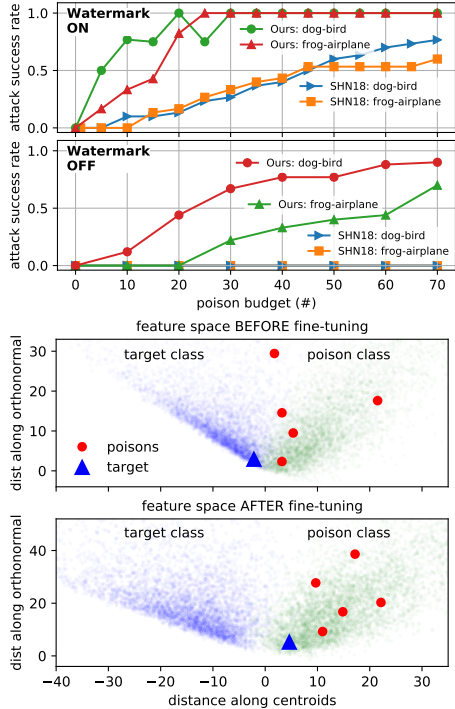 Watermark
ON
Ours: dog-bird
Ours: frog-airplane
SHN18: dog-bird
SHN18: frog-airplane
attack success rate
1.0
0.5
0.0
Watermark
OFF
Ours: dog-bird
Ours: frog-airplane
SHN18: dog-bird
SHN18: frog-airplane
attack success rate
1.0
0.5
0.0
0 10 20 30 40 50 60 70
poison budget (#)
feature space BEFORE fine-tuning
target class poison class
poisons
target
dist along orthonormal
30
20
10
0
feature space AFTER fine-tuning
target class poison class
dist along orthonormal
40
20
0
−40 −30 −20 −10 0 10 20 30
distance along centroids